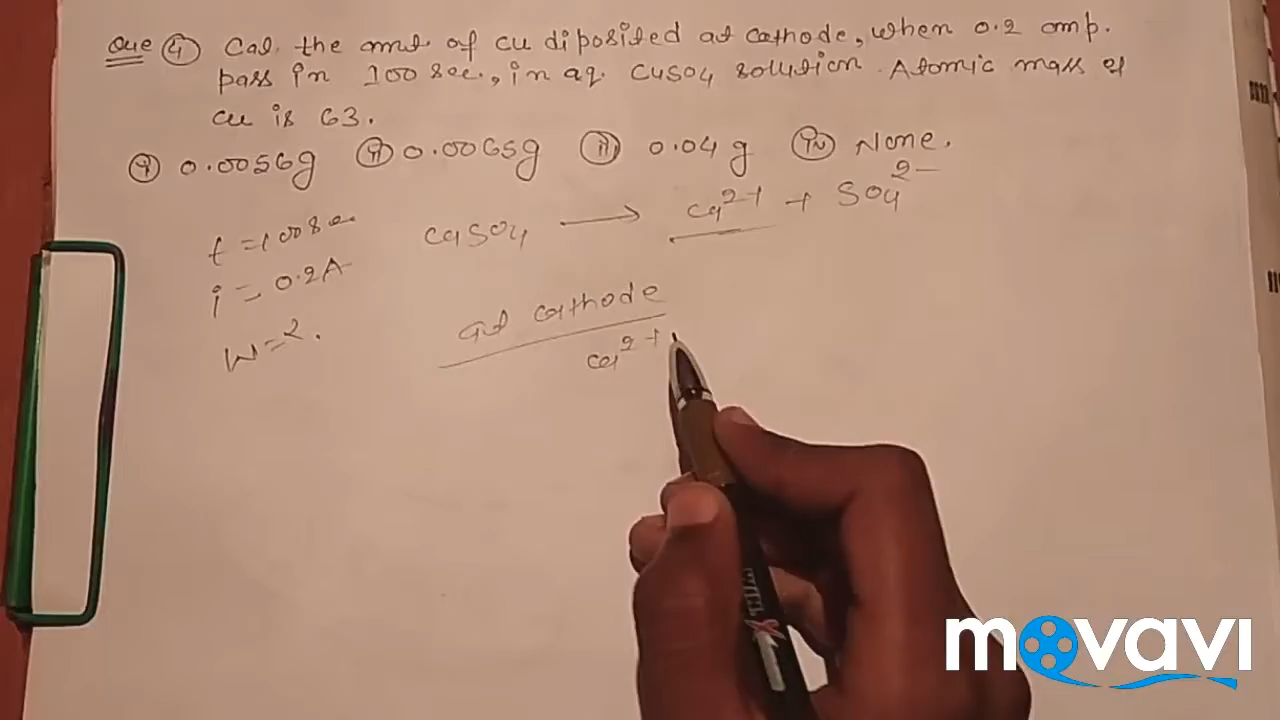 Que ④ Cal. the amt. of cu diposited at cathode, when 0.2 amp.
pass in 100 sec., in aq. CuSO4 solution. Atomic mass of
cu is 63.
(i) 0.0056g (ii) 0.0065g (iii) 0.04 g (iv) None.
t = 100 sec
i = 0.2A
W = ?.
CuSO4 → Cu2+ + SO4 2-
at cathode
Cu2+
movavi